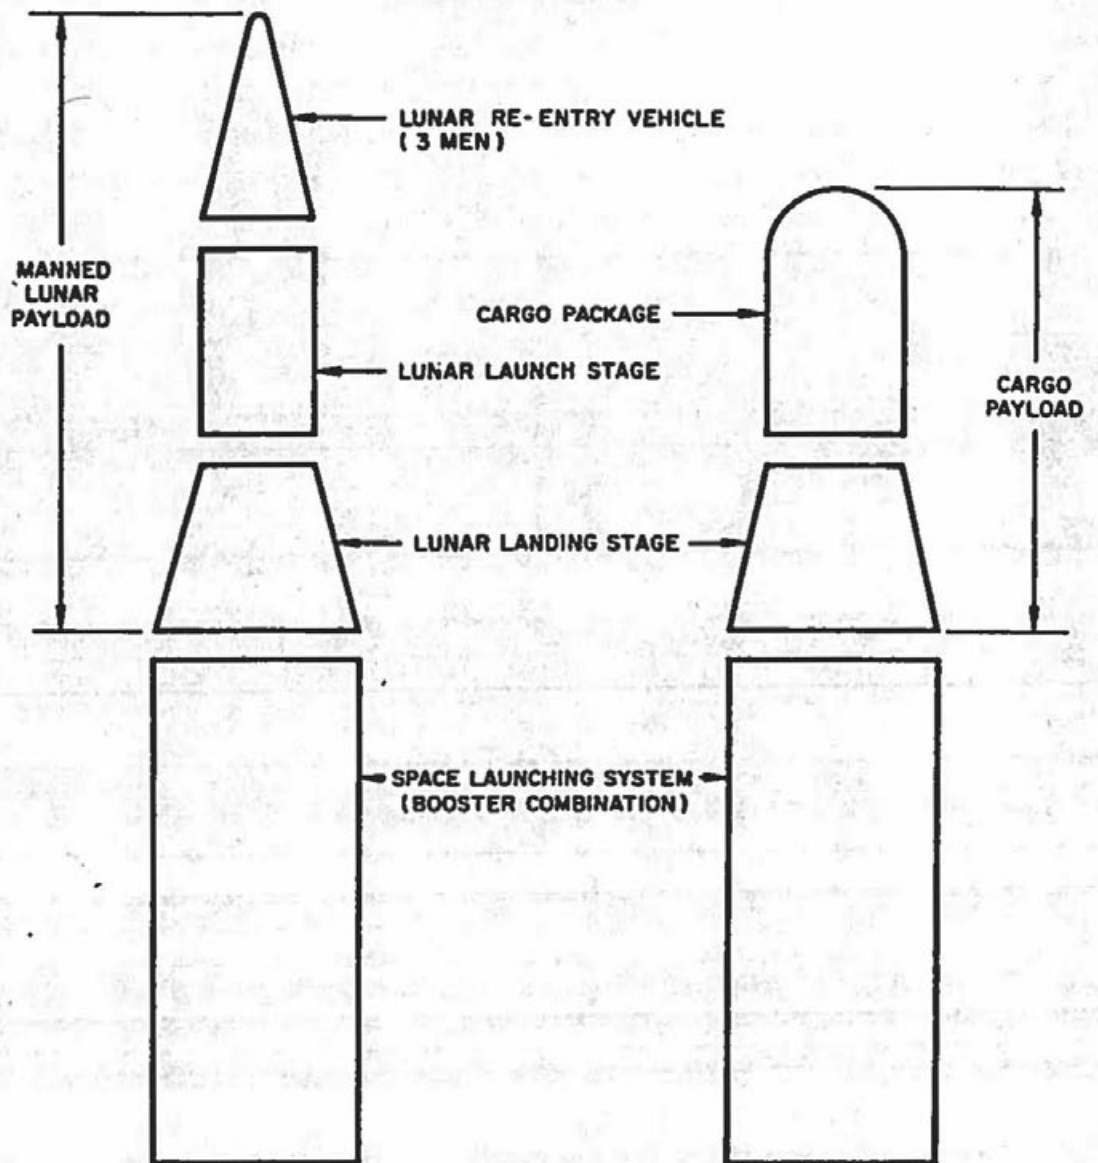 LUNAR RE-ENTRY VEHICLE
(3 MEN)
MANNED
LUNAR
PAYLOAD
CARGO PACKAGE
LUNAR LAUNCH STAGE
CARGO
PAYLOAD
LUNAR LANDING STAGE
SPACE LAUNCHING SYSTEM
(BOOSTER COMBINATION)